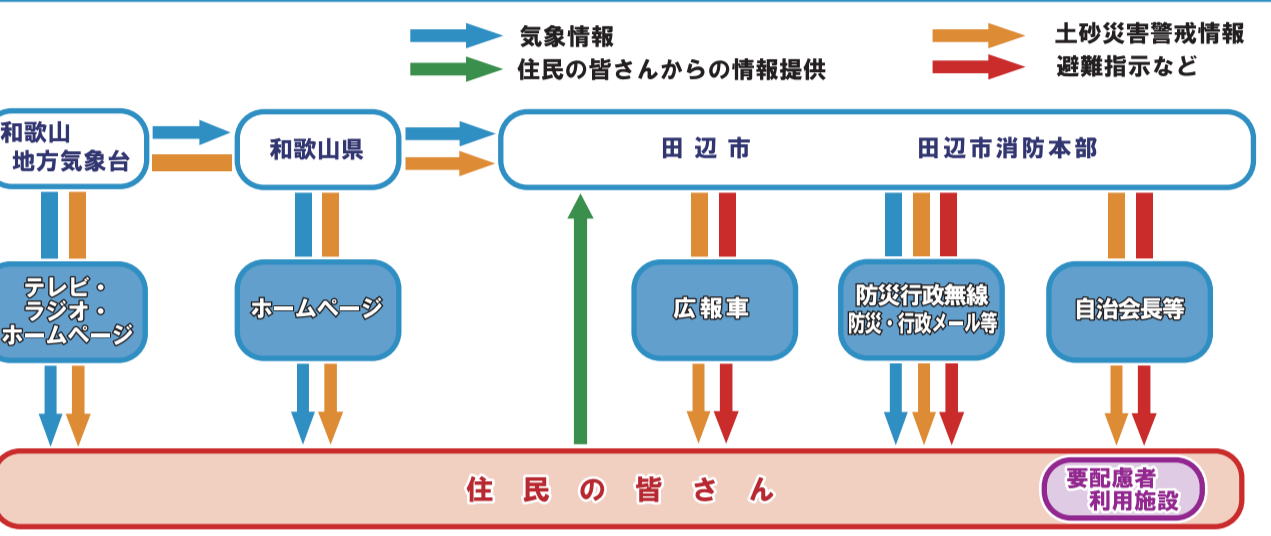 気象情報
土砂災害警戒情報
住民の皆さんからの情報提供
避難指示など
和歌山
地方気象台
和歌山県
田辺市
田辺市消防本部
テレビ・
ラジオ・
ホームページ
ホームページ
広報車
防災行政無線
防災・行政メール等
自治会長等
住民の皆さん
要配慮者
利用施設